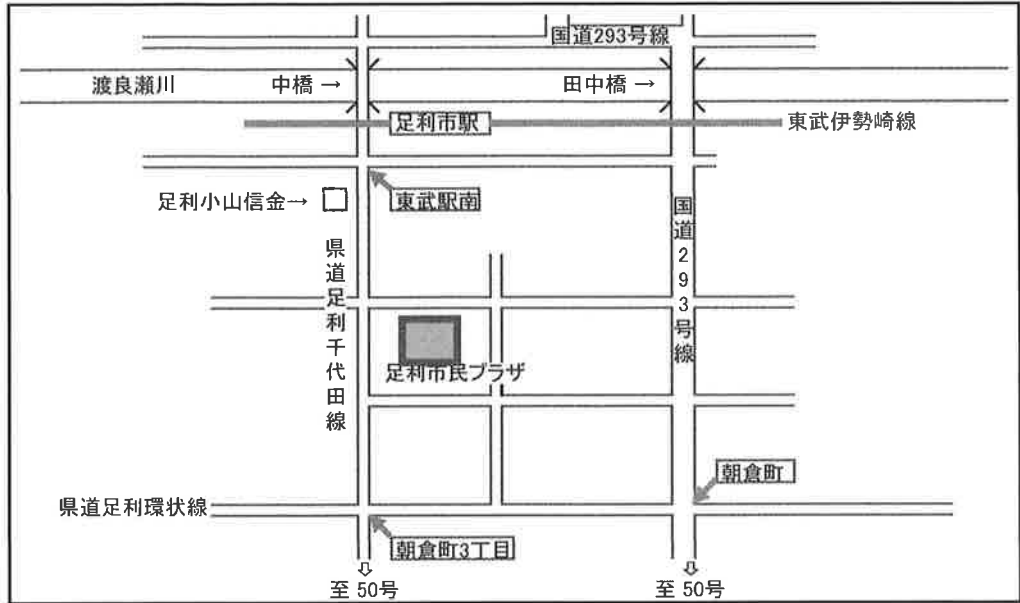 国道293号線
渡良瀬川
中橋 →
田中橋 →
足利市駅
東武伊勢崎線
足利小山信金→
東武駅南
国道293号線
県道足利千代田線
足利市民プラザ
朝倉町
県道足利環状線
朝倉町3丁目
至 50号
至 50号